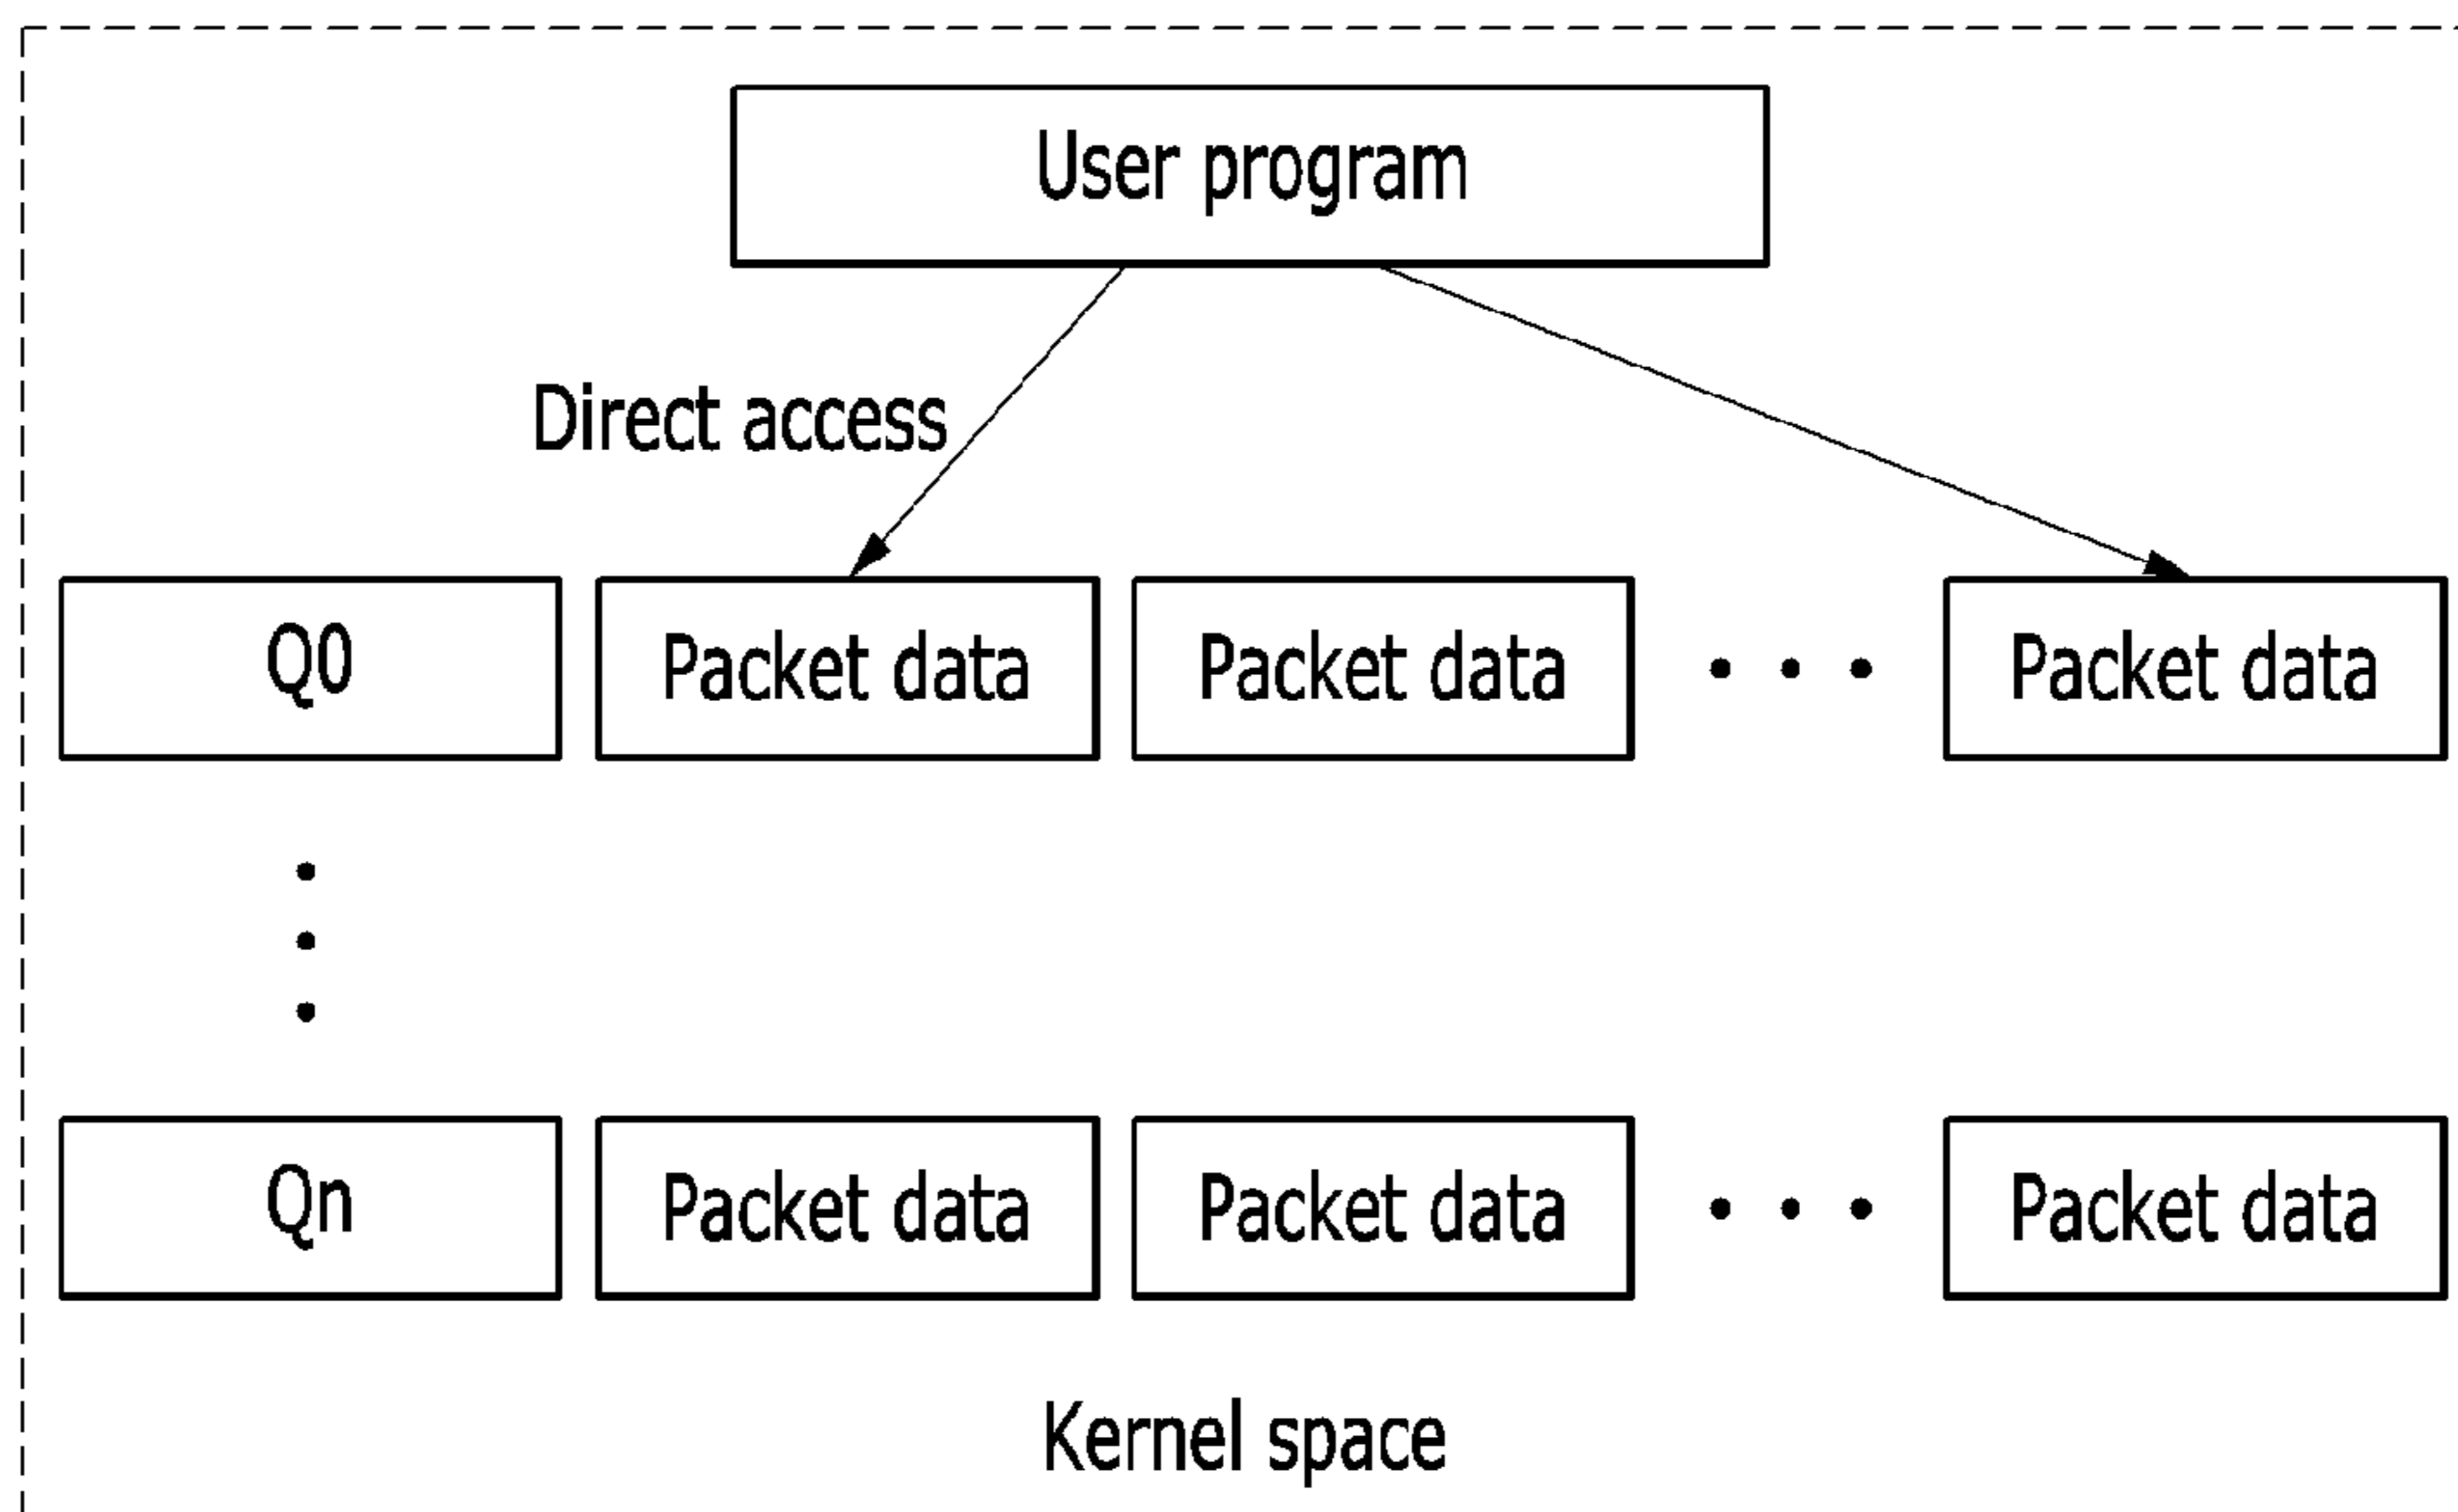 User program
Direct access
Q0 Packet data Packet data • • • Packet data
•
•
•
Qn Packet data Packet data • • • Packet data
Kernel space